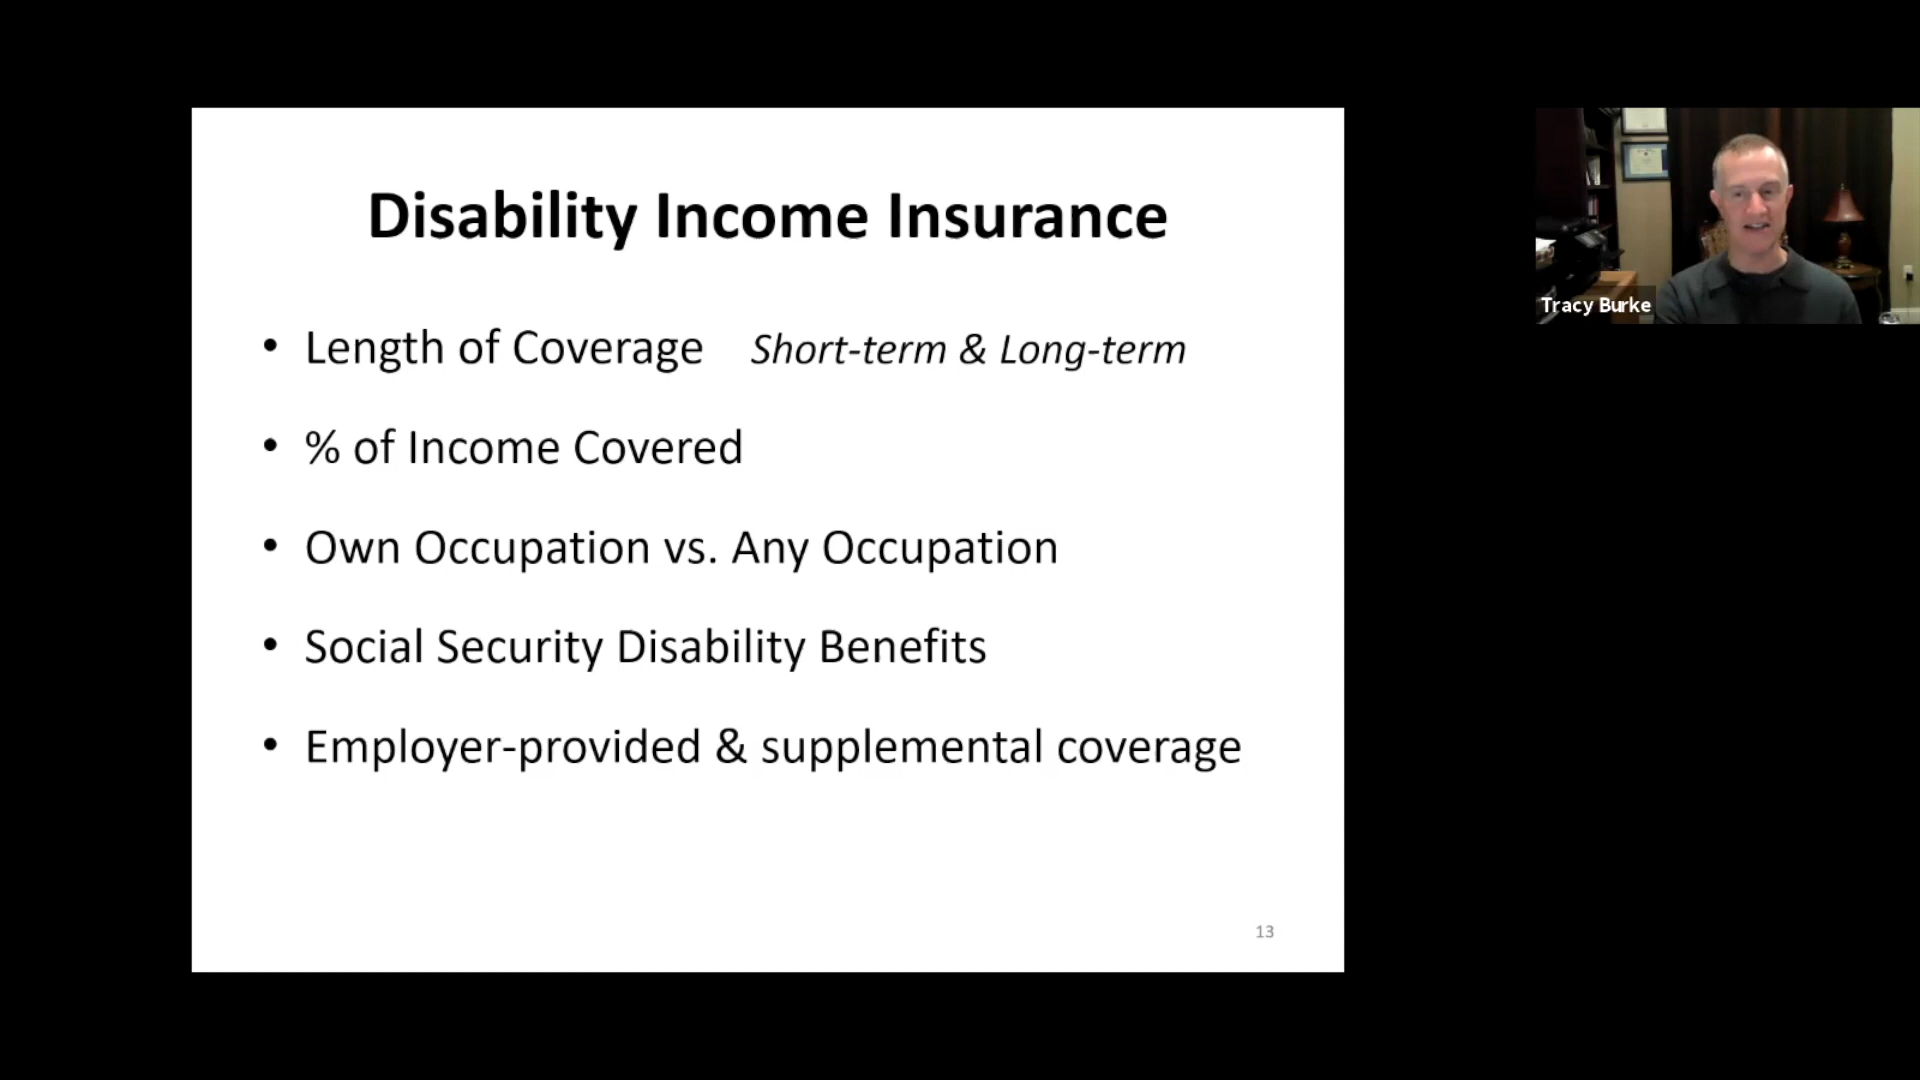 Disability Income Insurance
• Length of Coverage Short-term & Long-term
• % of Income Covered
• Own Occupation vs. Any Occupation
• Social Security Disability Benefits
• Employer-provided & supplemental coverage
13
Tracy Burke